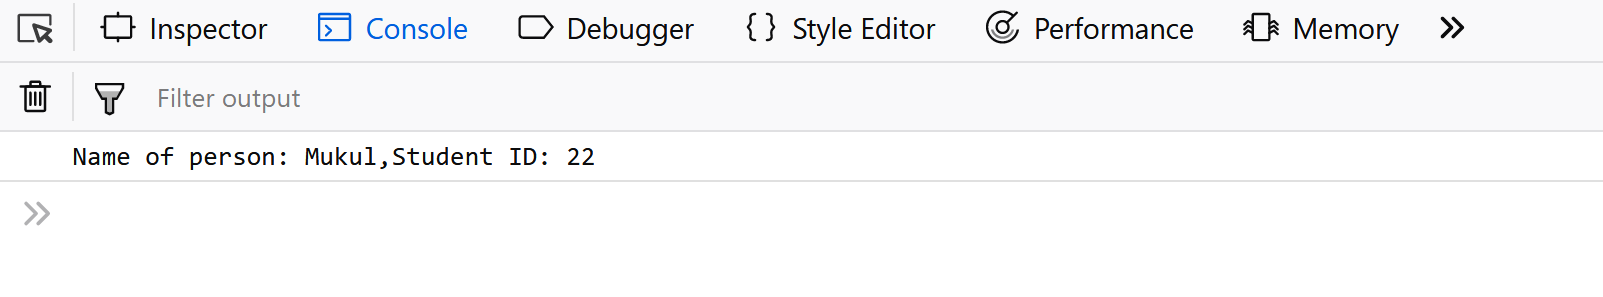 Inspector Console Debugger { } Style Editor Performance Memory
Filter output
Name of person: Mukul,Student ID: 22